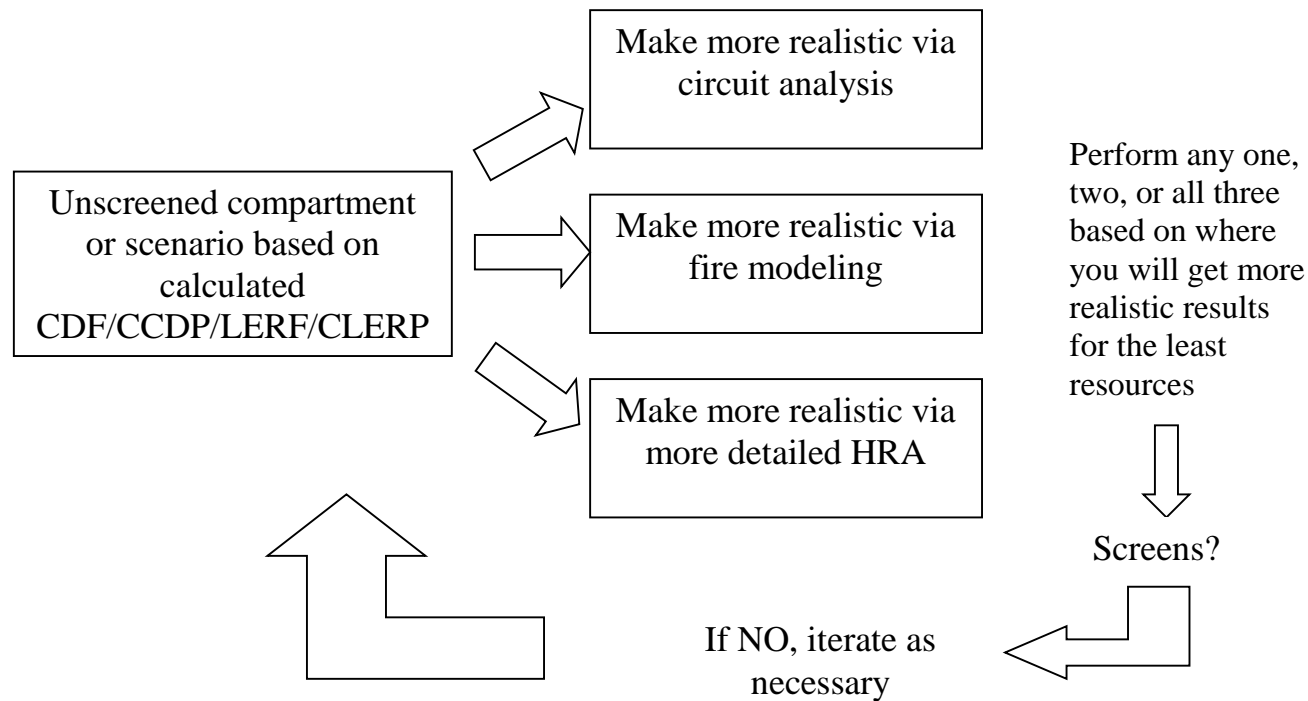 Unscreened compartment
or scenario based on
calculated
CDF/CCDP/LERF/CLERP
Make more realistic via
circuit analysis
Make more realistic via
fire modeling
Make more realistic via
more detailed HRA
Perform any one,
two, or all three
based on where
you will get more
realistic results
for the least
resources
Screens?
If NO, iterate as
necessary